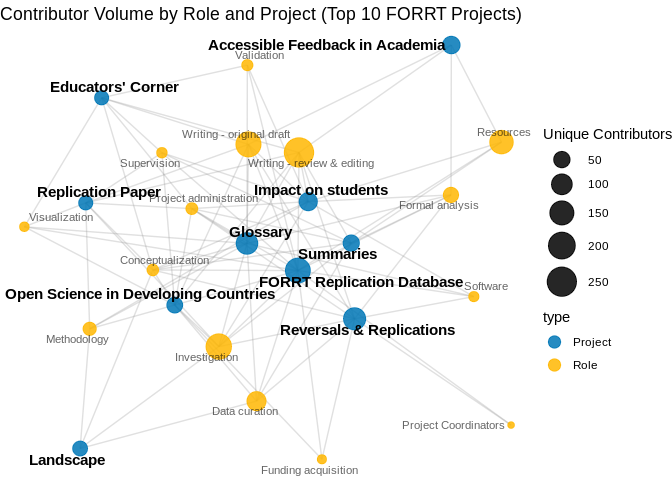 Contributor Volume by Role and Project (Top 10 FORRT Projects)
Accessible Feedback in Academia
Validation
Educators' Corner
Writing - original draft
Resources
Supervision
Writing - review & editing
Replication Paper
Project administration
Impact on students
Formal analysis
Visualization
Glossary
Summaries
Conceptualization
FORRT Replication Database
Software
Open Science in Developing Countries
Reversals & Replications
Methodology
Investigation
Data curation
Project Coordinators
Landscape
Funding acquisition
Unique Contributors
50
100
150
200
250
type
Project
Role